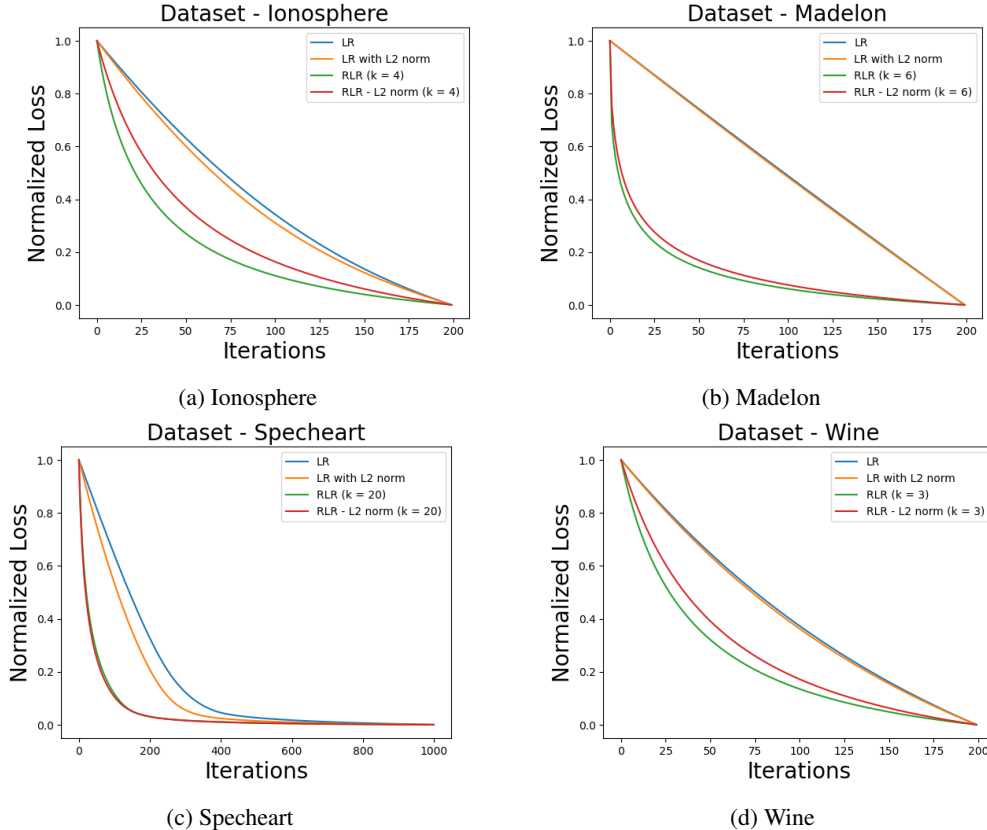 Dataset - Ionosphere
Normalized Loss
1.0
0.8
0.6
0.4
0.2
0.0
LR
LR with L2 norm
RLR (k = 4)
RLR - L2 norm (k = 4)
0 25 50 75 100 125 150 175 200
Iterations
(a) Ionosphere
Dataset - Madelon
Normalized Loss
1.0
0.8
0.6
0.4
0.2
0.0
LR
LR with L2 norm
RLR (k = 6)
RLR - L2 norm (k = 6)
0 25 50 75 100 125 150 175 200
Iterations
(b) Madelon
Dataset - Specheart
Normalized Loss
1.0
0.8
0.6
0.4
0.2
0.0
LR
LR with L2 norm
RLR (k = 20)
RLR - L2 norm (k = 20)
0 200 400 600 800 1000
Iterations
(c) Specheart
Dataset - Wine
Normalized Loss
1.0
0.8
0.6
0.4
0.2
0.0
LR
LR with L2 norm
RLR (k = 3)
RLR - L2 norm (k = 3)
0 25 50 75 100 125 150 175 200
Iterations
(d) Wine